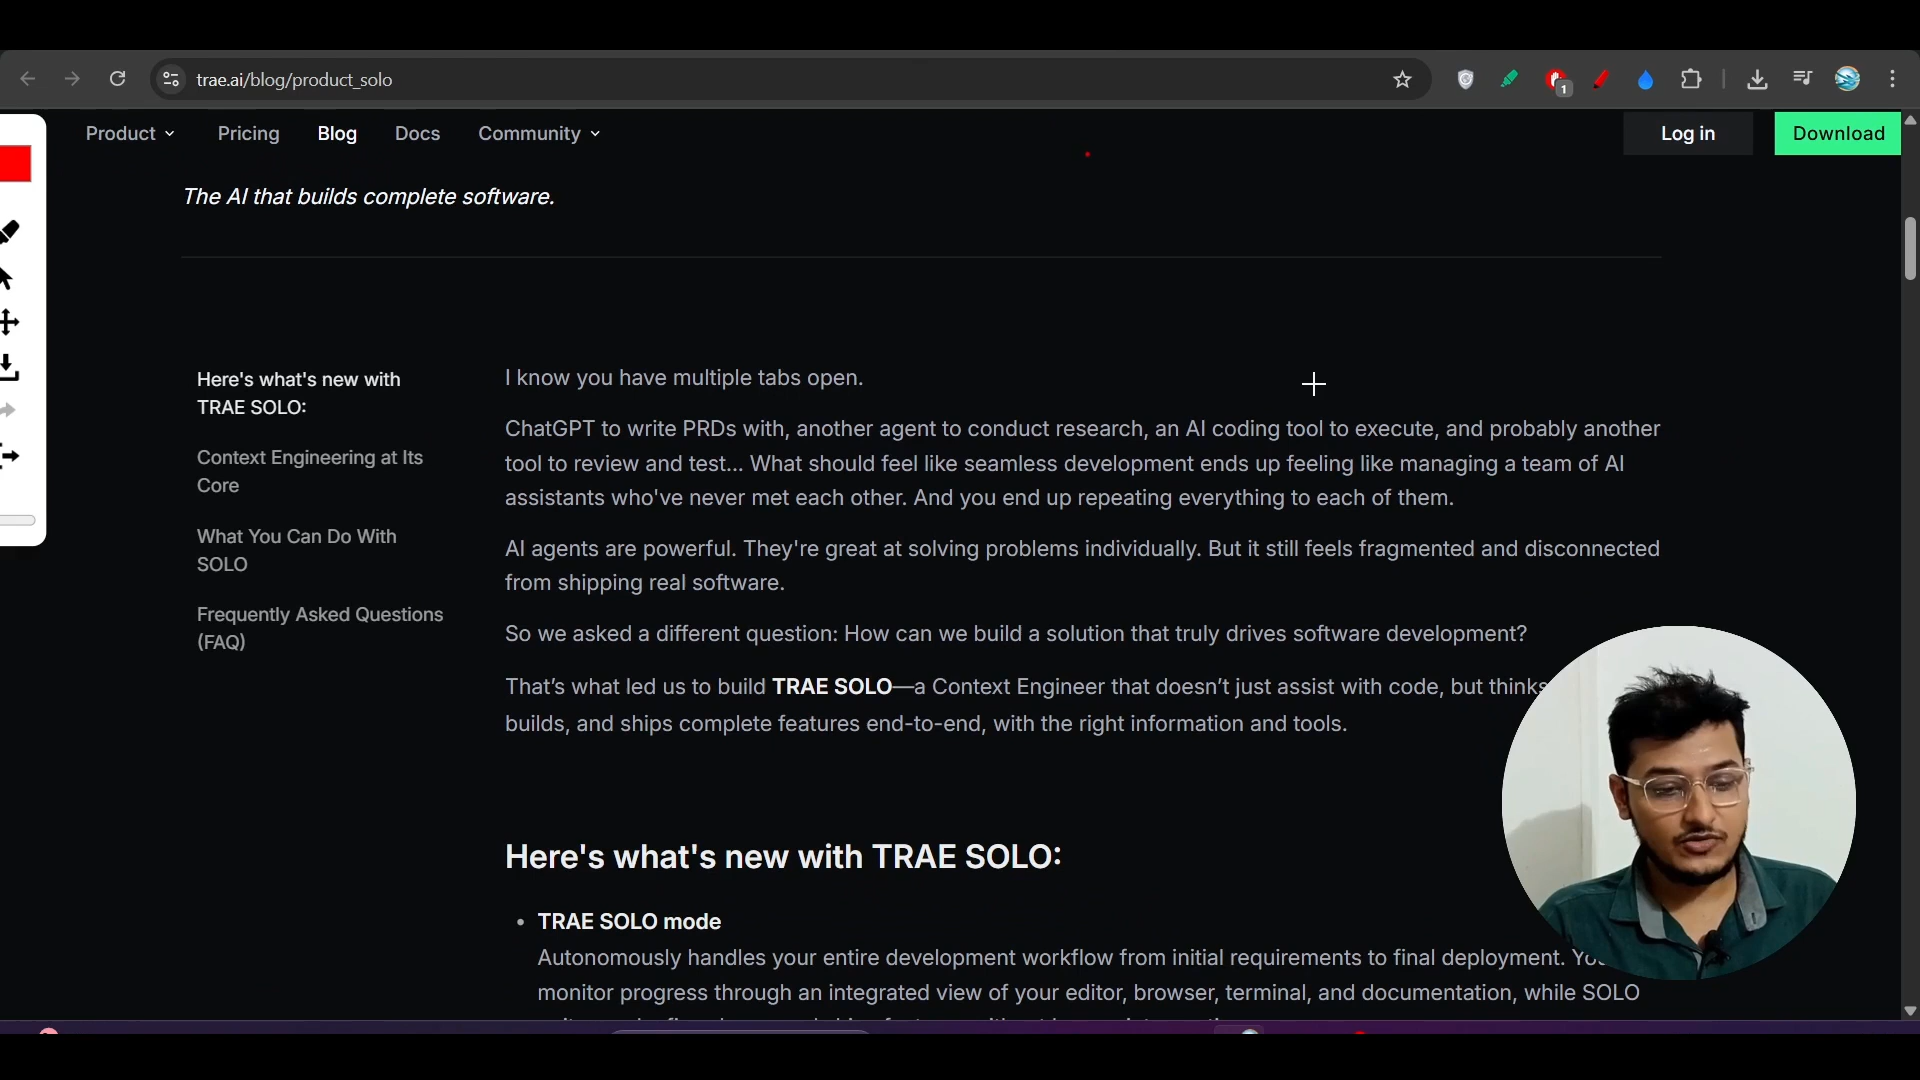 trae.ai/blog/product_solo
1
Product
Pricing
Blog
Docs
Community
Log in
Download
The AI that builds complete software.
Here's what's new with
TRAE SOLO:
Context Engineering at Its
Core
What You Can Do With
SOLO
Frequently Asked Questions
(FAQ)
I know you have multiple tabs open.
ChatGPT to write PRDs with, another agent to conduct research, an AI coding tool to execute, and probably another
tool to review and test... What should feel like seamless development ends up feeling like managing a team of AI
assistants who've never met each other. And you end up repeating everything to each of them.
AI agents are powerful. They're great at solving problems individually. But it still feels fragmented and disconnected
from shipping real software.
So we asked a different question: How can we build a solution that truly drives software development?
That’s what led us to build TRAE SOLO—a Context Engineer that doesn’t just assist with code, but thinks
builds, and ships complete features end-to-end, with the right information and tools.
Here's what's new with TRAE SOLO:
• TRAE SOLO mode
Autonomously handles your entire development workflow from initial requirements to final deployment.
monitor progress through an integrated view of your editor, browser, terminal, and documentation, while SOLO